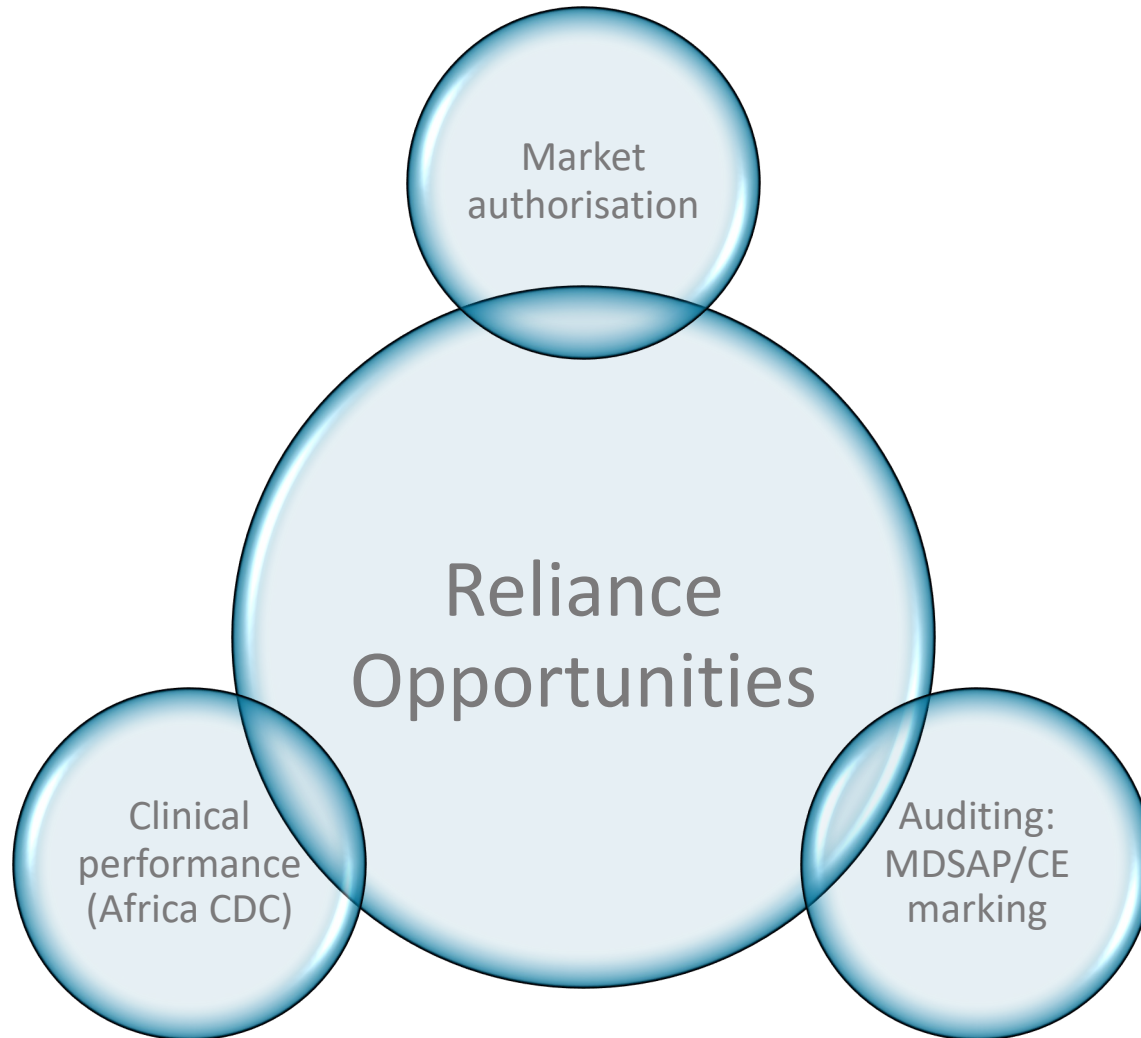 Market
authorisation
Reliance
Opportunities
Clinical
performance
(Africa CDC)
Auditing:
MDSAP/CE
marking